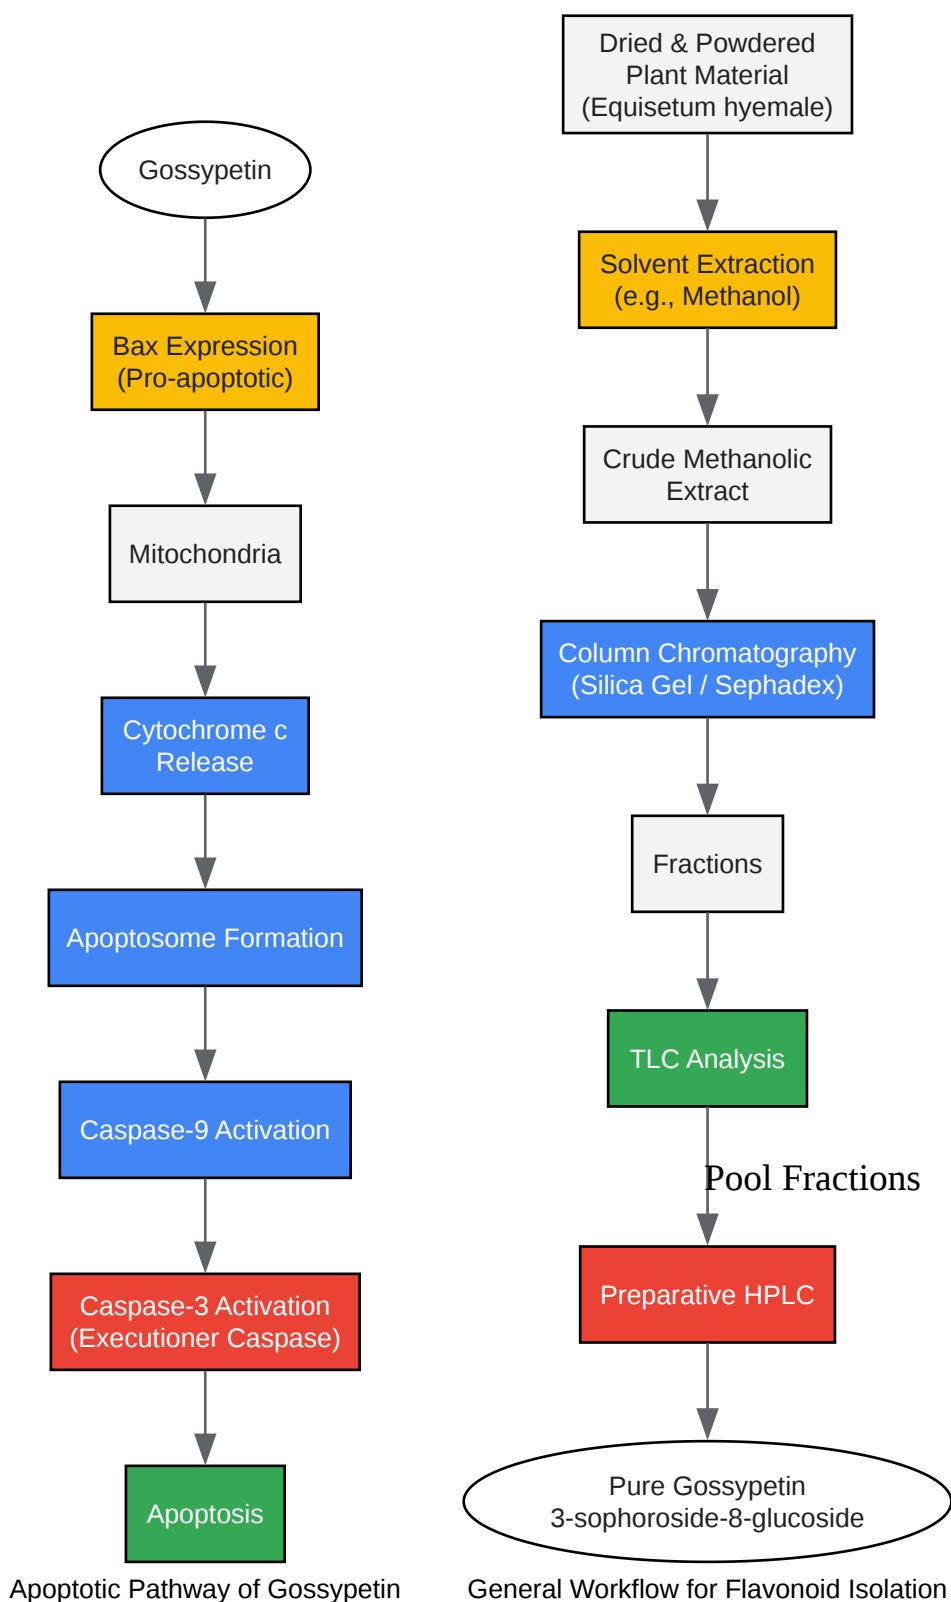 Gossypetin
Bax Expression
(Pro-apoptotic)
Mitochondria
Cytochrome c
Release
Apoptosome Formation
Caspase-9 Activation
Caspase-3 Activation
(Executioner Caspase)
Apoptosis
Apoptotic Pathway of Gossypetin
Dried & Powdered
Plant Material
(Equisetum hyemale)
Solvent Extraction
(e.g., Methanol)
Crude Methanolic
Extract
Column Chromatography
(Silica Gel / Sephadex)
Fractions
TLC Analysis
Pool Fractions
Preparative HPLC
Pure Gossypetin
3-sophoroside-8-glucoside
General Workflow for Flavonoid Isolation